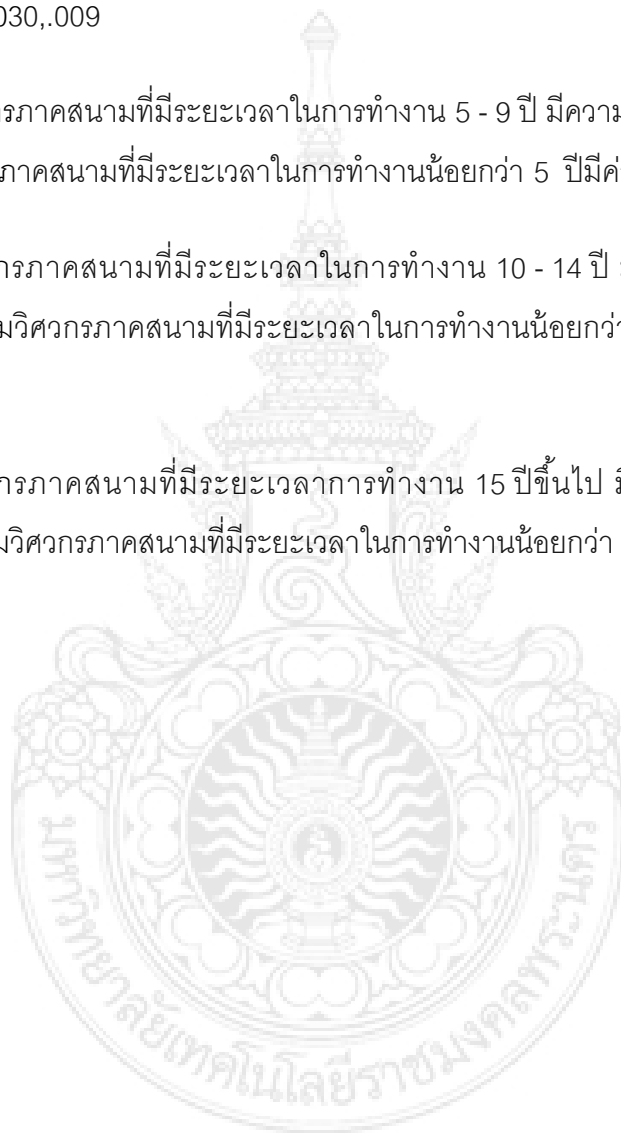 030,.009
รภาคสนามที่มีระยะเวลาในการทำงาน 5 - 9 ปี มีความ
ภาคสนามที่มีระยะเวลาในการทำงานน้อยกว่า 5 ปีมีค่
ารภาคสนามที่มีระยะเวลาในการทำงาน 10 - 14 ปี
มวิศวกรภาคสนามที่มีระยะเวลาในการทำงานน้อยกว่า
กรภาคสนามที่มีระยะเวลาการทำงาน 15 ปีขึ้นไป มี
มวิศวกรภาคสนามที่มีระยะเวลาในการทำงานน้อยกว่า
มหาวิทยาลัยเทคโนโลยีราชมงคลพระนคร